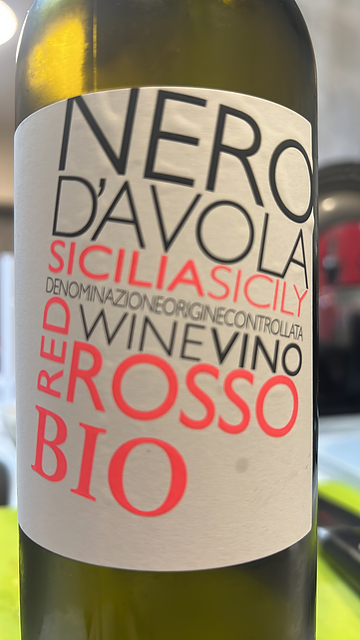 NERO
D'AVOLA
SICILIASICILY
DENOMINAZIONEORIGINECONTROLLATA
WINEVINO
RED
ROSSO
BIO